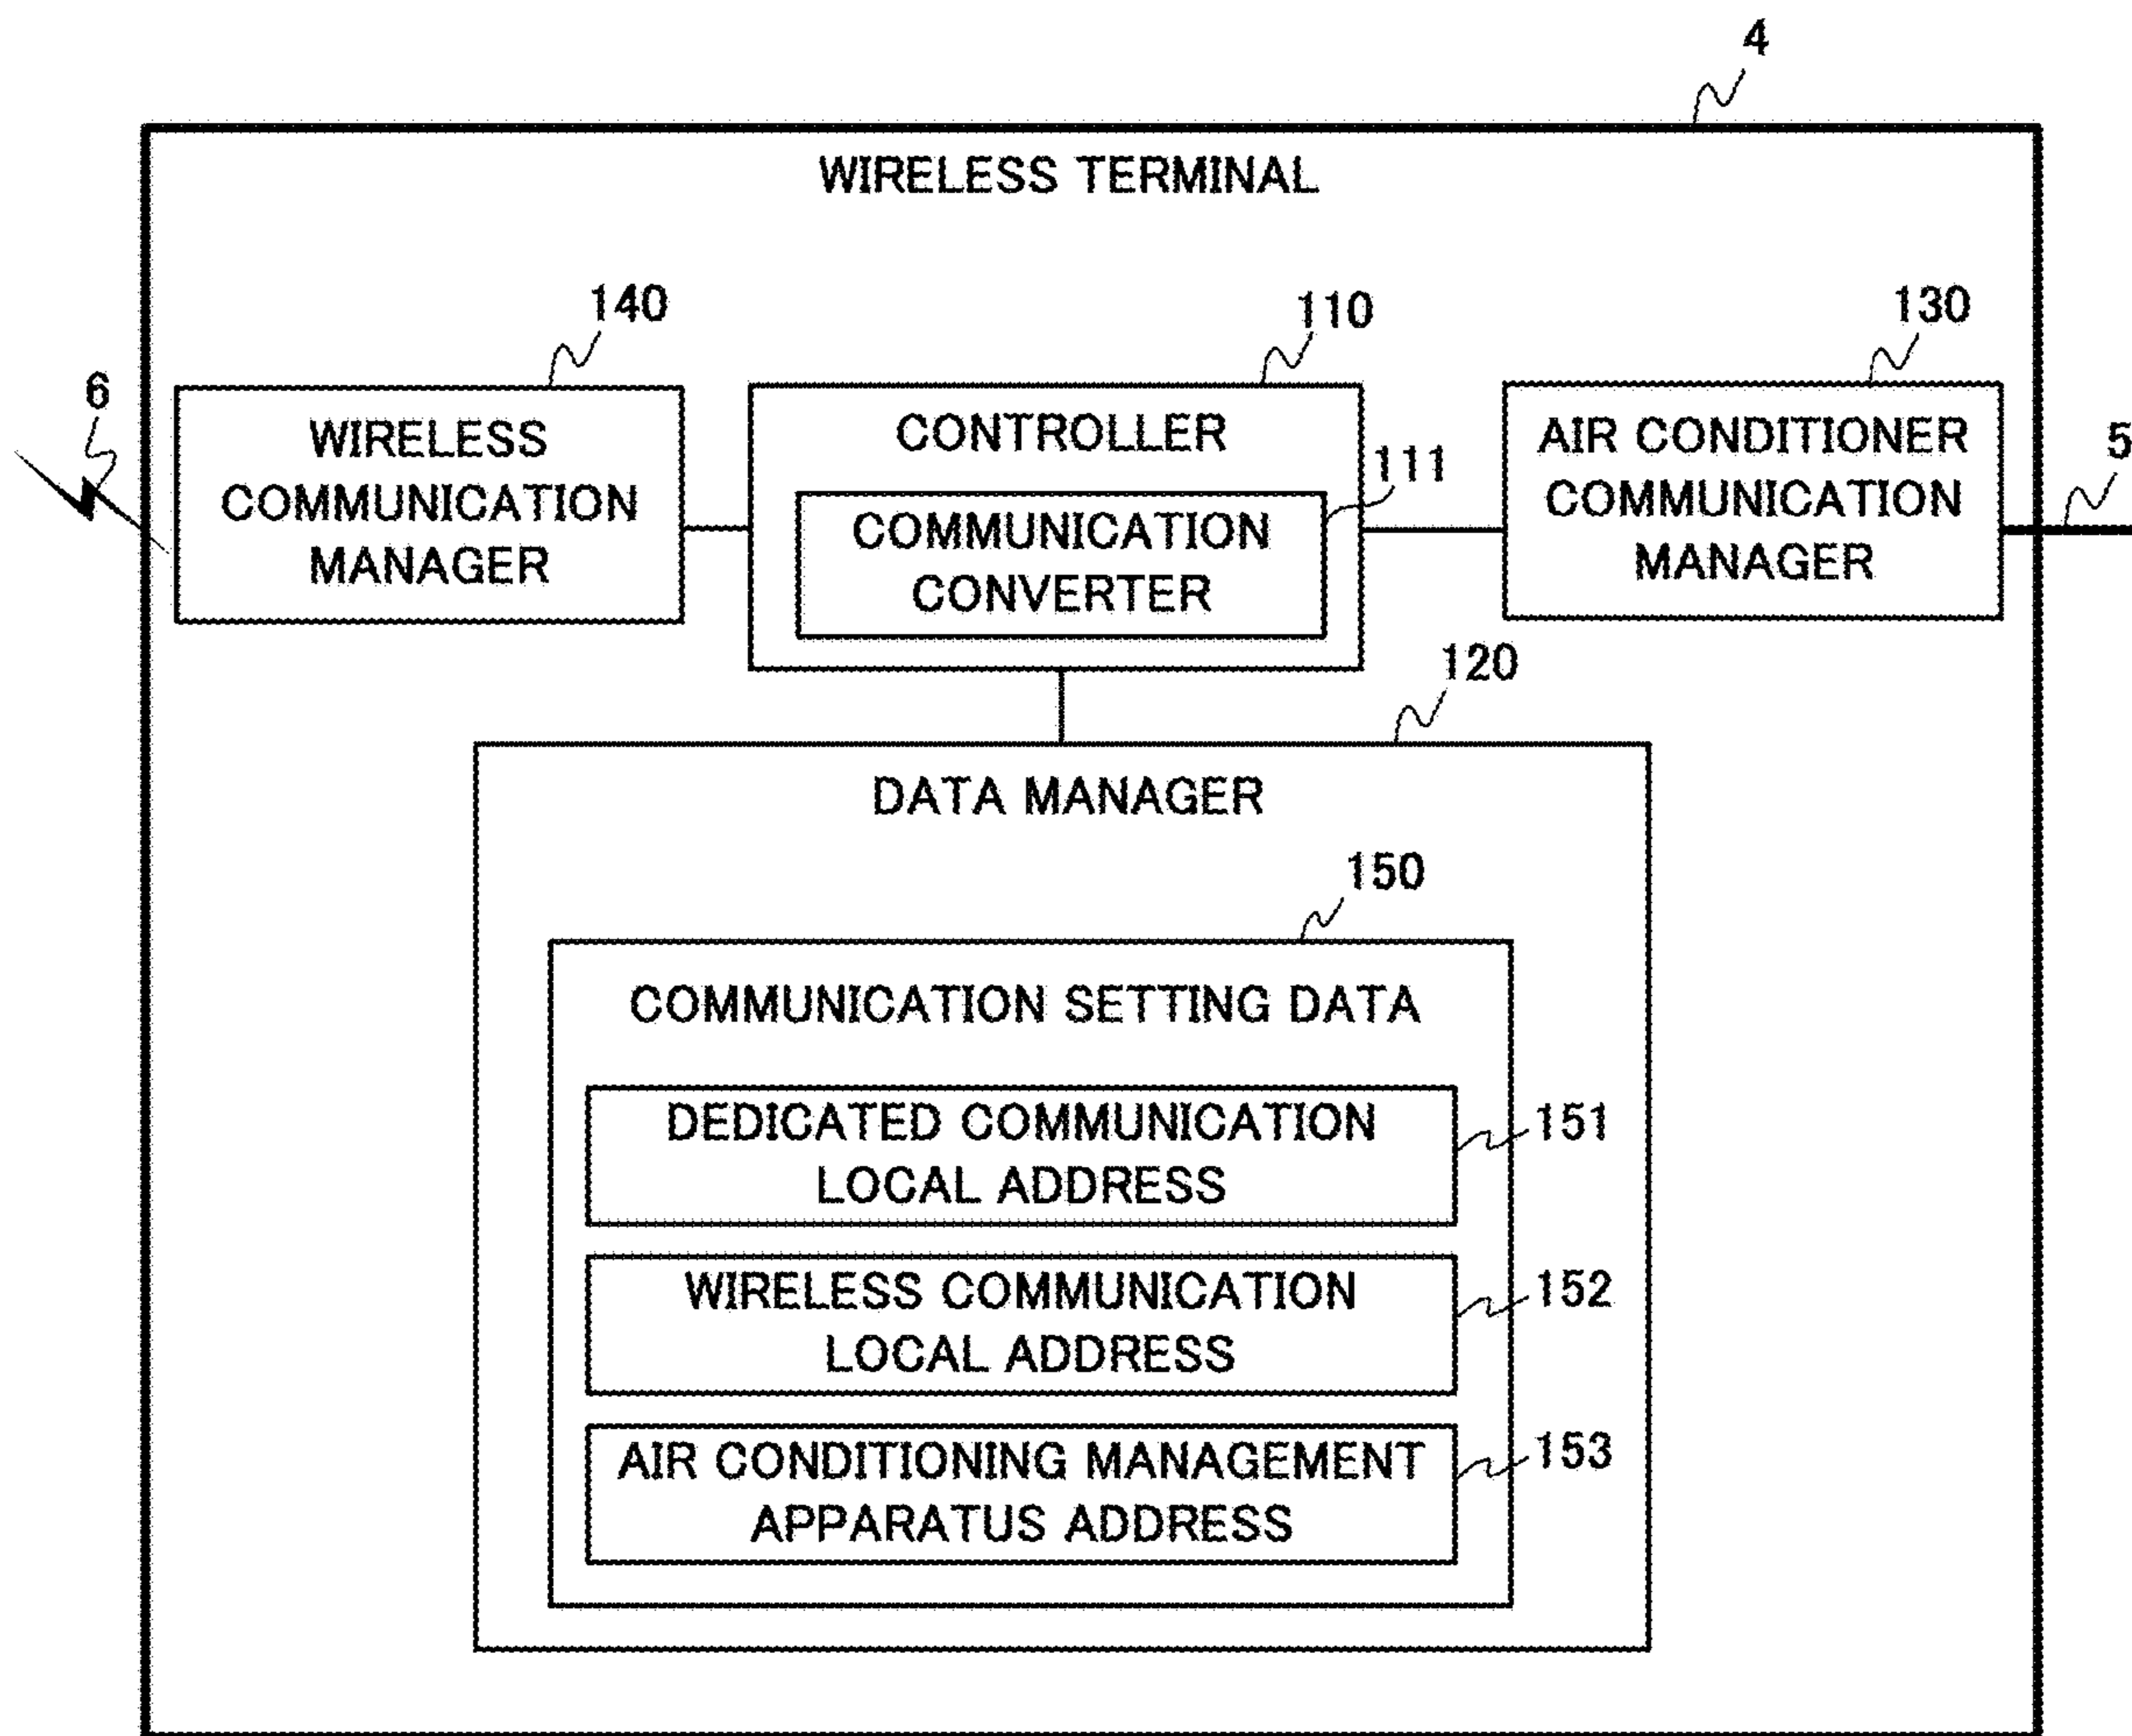 4
WIRELESS TERMINAL
140
110
130
6
WIRELESS
COMMUNICATION
MANAGER
CONTROLLER
111
COMMUNICATION
CONVERTER
AIR CONDITIONER
COMMUNICATION
MANAGER
5
120
DATA MANAGER
150
COMMUNICATION SETTING DATA
DEDICATED COMMUNICATION
LOCAL ADDRESS
151
WIRELESS COMMUNICATION
LOCAL ADDRESS
152
AIR CONDITIONING MANAGEMENT
APPARATUS ADDRESS
153